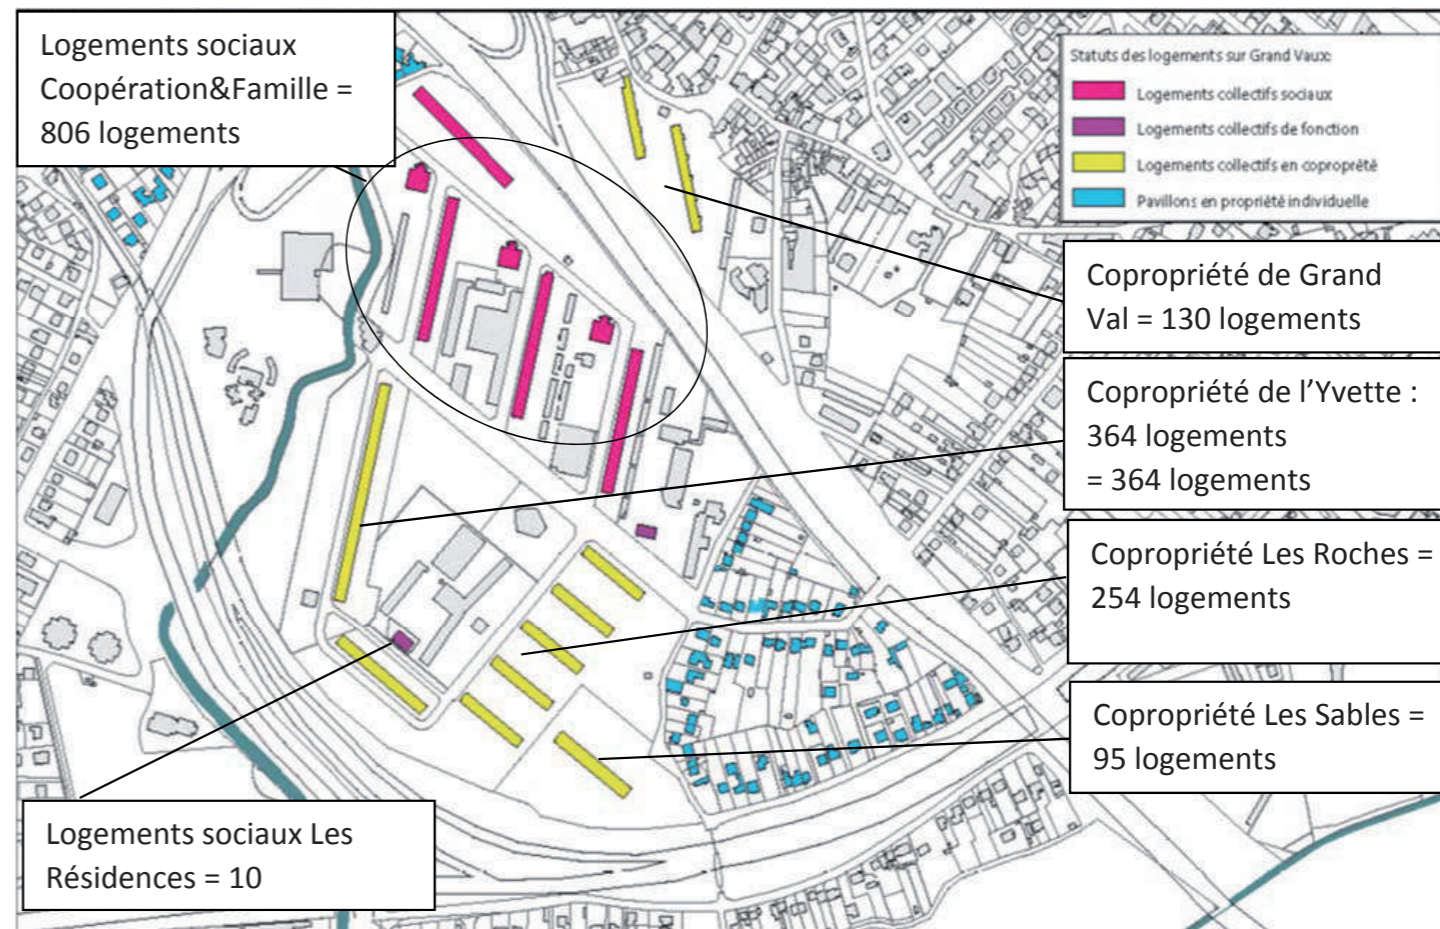 Logements sociaux
Coopération&Famille =
806 logements
Statuts des logements sur Grand Vaux:
Logements collectifs sociaux
Logements collectifs de fonction
Logements collectifs en coproprêté
Pavillons en propriété individuelle
Copropriété de Grand
Val = 130 logements
Copropriété de l’Yvette :
364 logements
= 364 logements
Copropriété Les Roches =
254 logements
Copropriété Les Sables =
95 logements
Logements sociaux Les
Résidences = 10